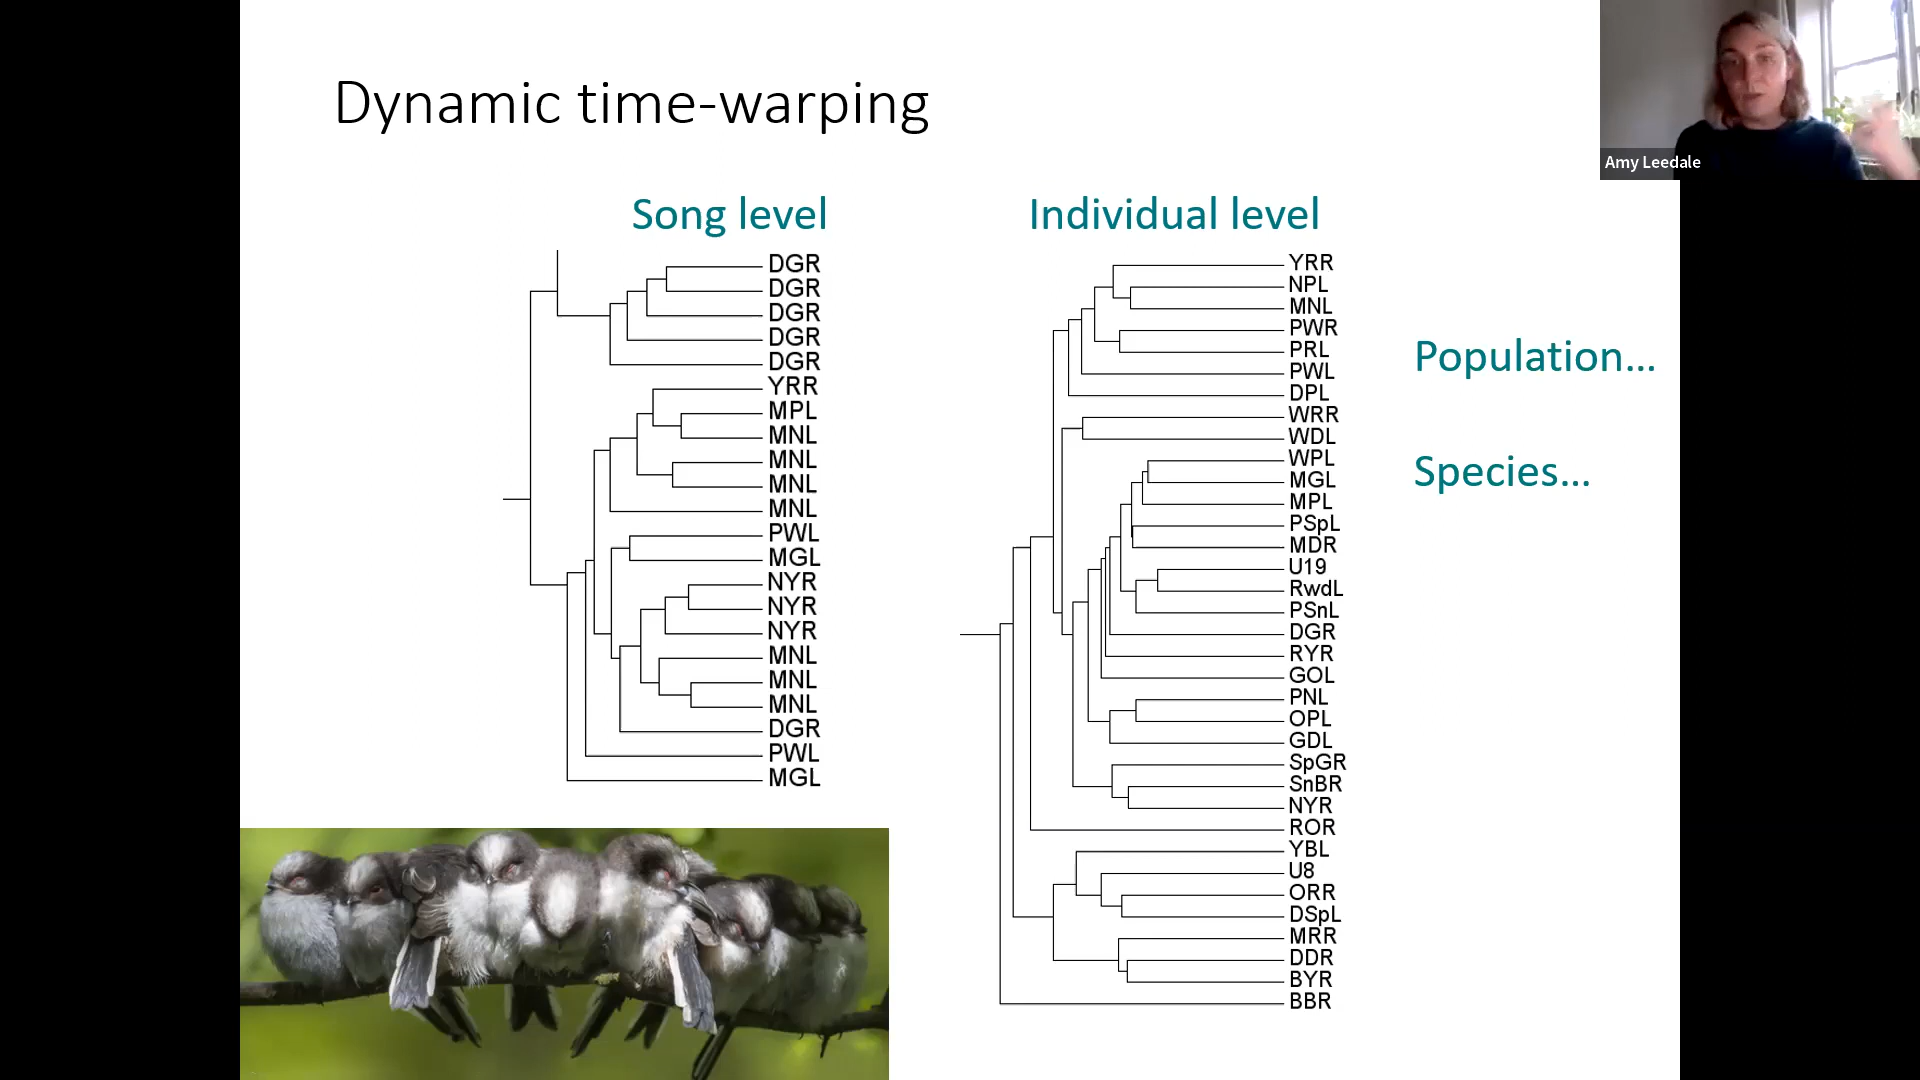 Dynamic time-warping
Amy Leedale
Song level
DGR
DGR
DGR
DGR
DGR
YRR
MPL
MNL
MNL
MNL
MNL
PWL
MGL
NYR
NYR
NYR
MNL
MNL
MNL
DGR
PWL
MGL
Individual level
YRR
NPL
MNL
PWR
PRL
PWL
DPL
WRR
WDL
WPL
MGL
MPL
PSpL
MDR
U19
RwdL
PSnL
DGR
RYR
GOL
PNL
OPL
GDL
SpGR
SnBR
NYR
ROR
YBL
U8
ORR
DSpL
MRR
DDR
BYR
BBR
Population...
Species...